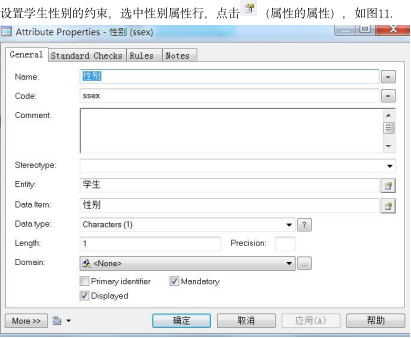 设置学生性别的约束，选中性别属性行，点击 （属性的属性），如图11.
Attribute Properties - 性别 (ssex)
General Standard Checks Rules Notes
Name: 性别
Code: ssex
Comment:
Stereotype:
Entity: 学生
Data Item: 性别
Data type: Characters (1) ?
Length: 1 Precision:
Domain: <None> ...
Primary identifier Mandatory
Displayed
More >> 确定 取消 应用(A) 帮助